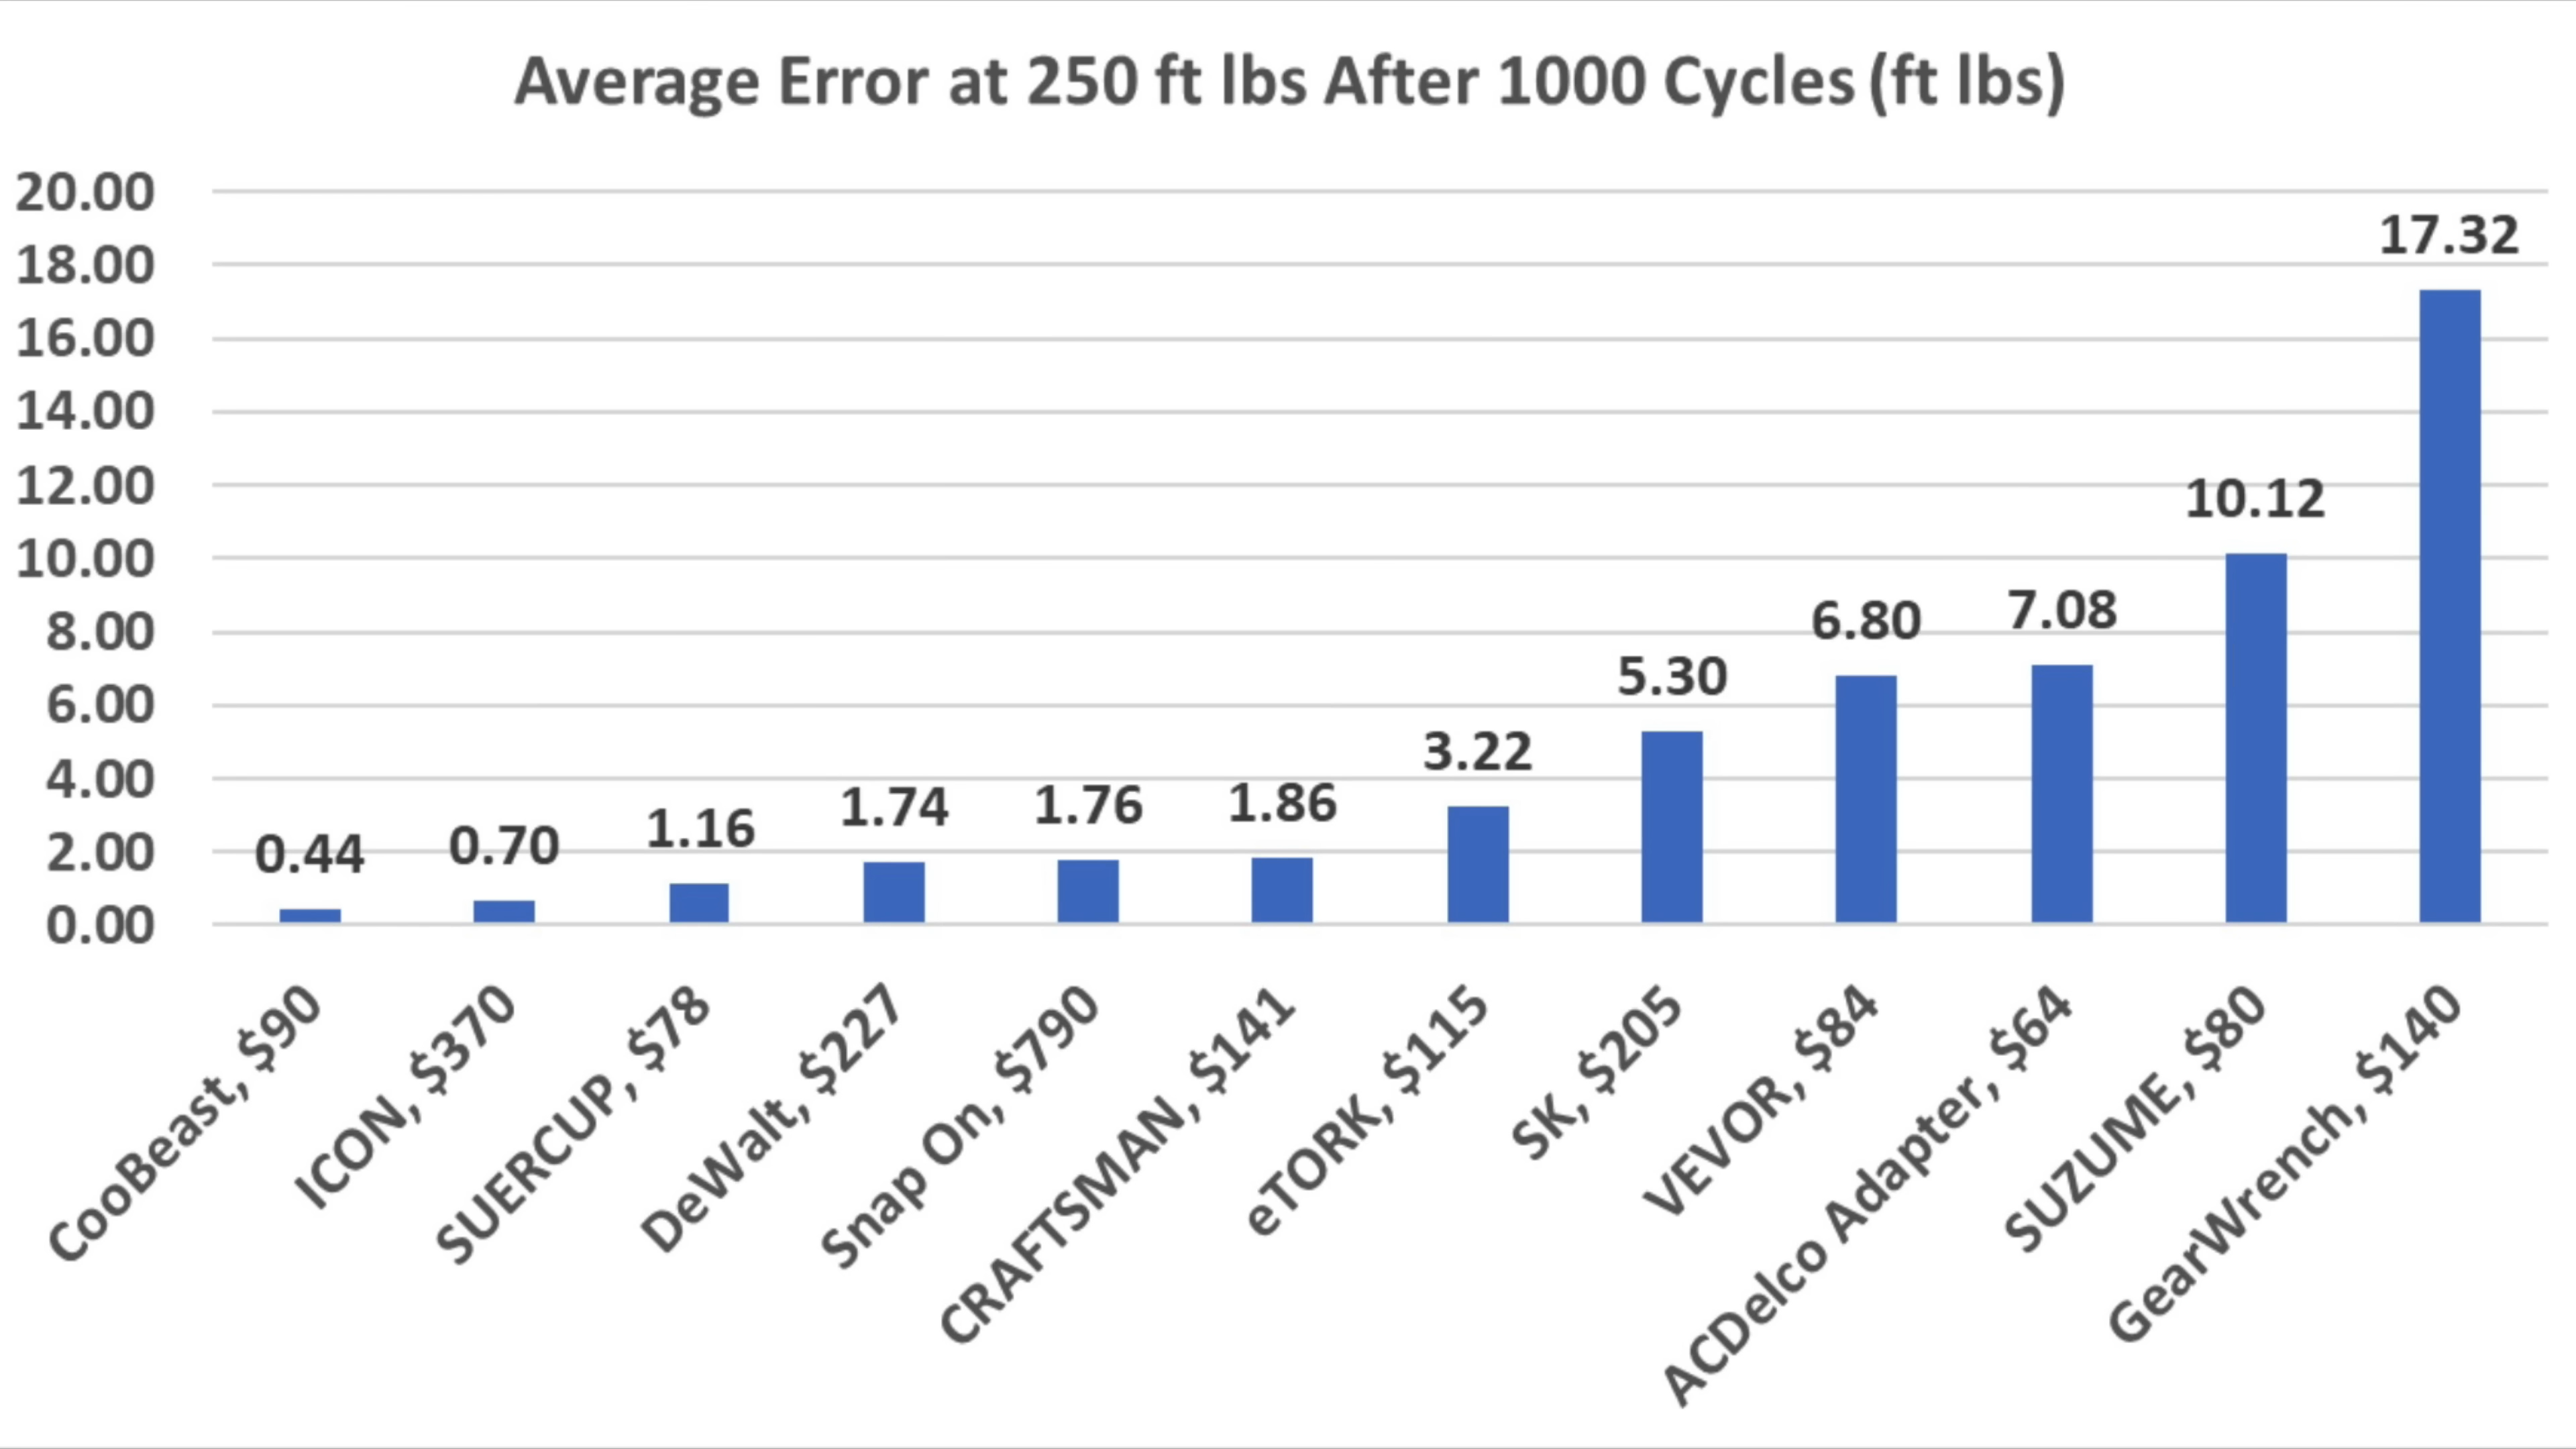 Average Error at 250 ft lbs After 1000 Cycles (ft lbs)
20.00
18.00
16.00
14.00
12.00
10.00
8.00
6.00
4.00
2.00
0.00
0.44
0.70
1.16
1.74
1.76
1.86
3.22
5.30
6.80
7.08
10.12
17.32
CooBeast, $90
ICON, $370
SUERCUP, $78
DeWalt, $227
Snap On, $790
CRAFTSMAN, $141
eTORK, $115
SK, $205
VEVOR, $84
ACDelco Adapter, $64
SUZUME, $80
GearWrench, $140